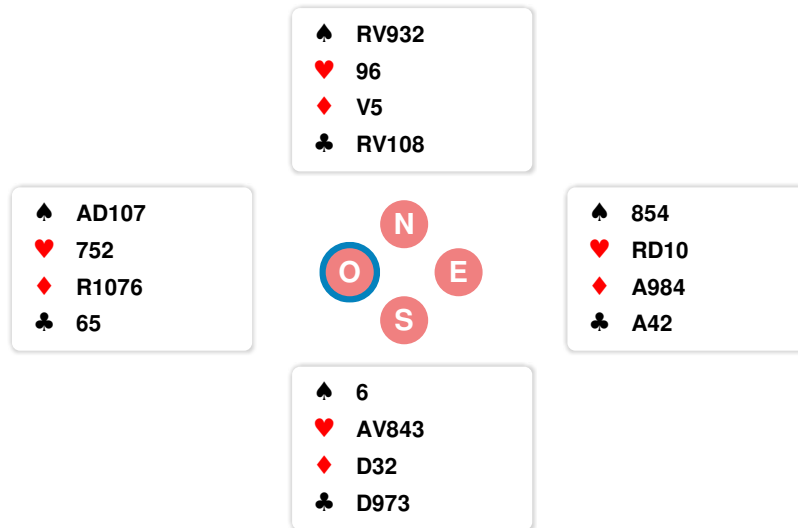 ♠ RV932
♥ 96
♦ V5
♣ RV108
♠ AD107
♥ 752
♦ R1076
♣ 65
N
O
E
S
♠ 854
♥ RD10
♦ A984
♣ A42
♠ 6
♥ AV843
♦ D32
♣ D973